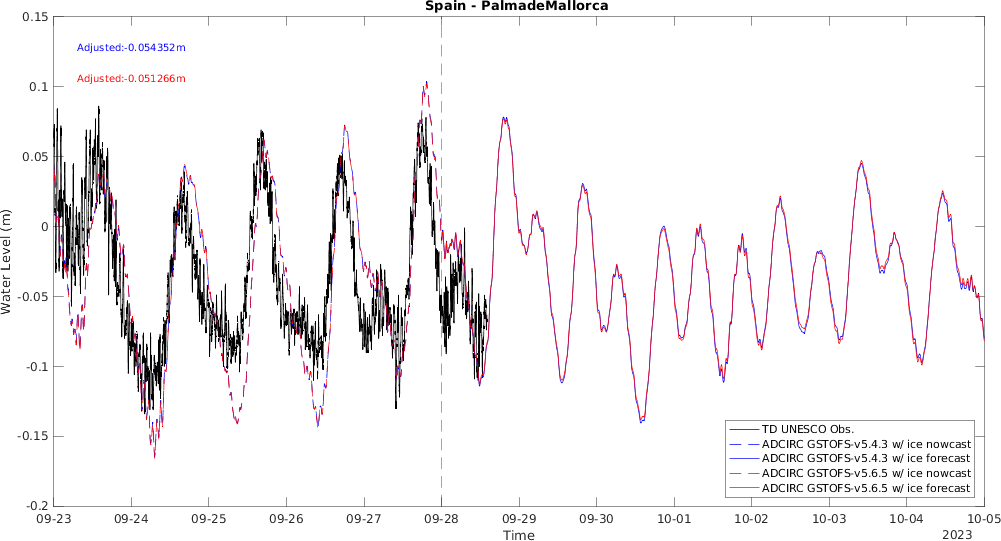 Spain - PalmadeMallorca
Adjusted:-0.054352m
Adjusted:-0.051266m
Water Level (m)
0.15
0.1
0.05
0
-0.05
-0.1
-0.15
-0.2
TD UNESCO Obs.
ADCIRC GSTOFS-v5.4.3 w/ ice nowcast
ADCIRC GSTOFS-v5.4.3 w/ ice forecast
ADCIRC GSTOFS-v5.6.5 w/ ice nowcast
ADCIRC GSTOFS-v5.6.5 w/ ice forecast
09-23 09-24 09-25 09-26 09-27 09-28 09-29 09-30 10-01 10-02 10-03 10-04 10-05
Time
2023